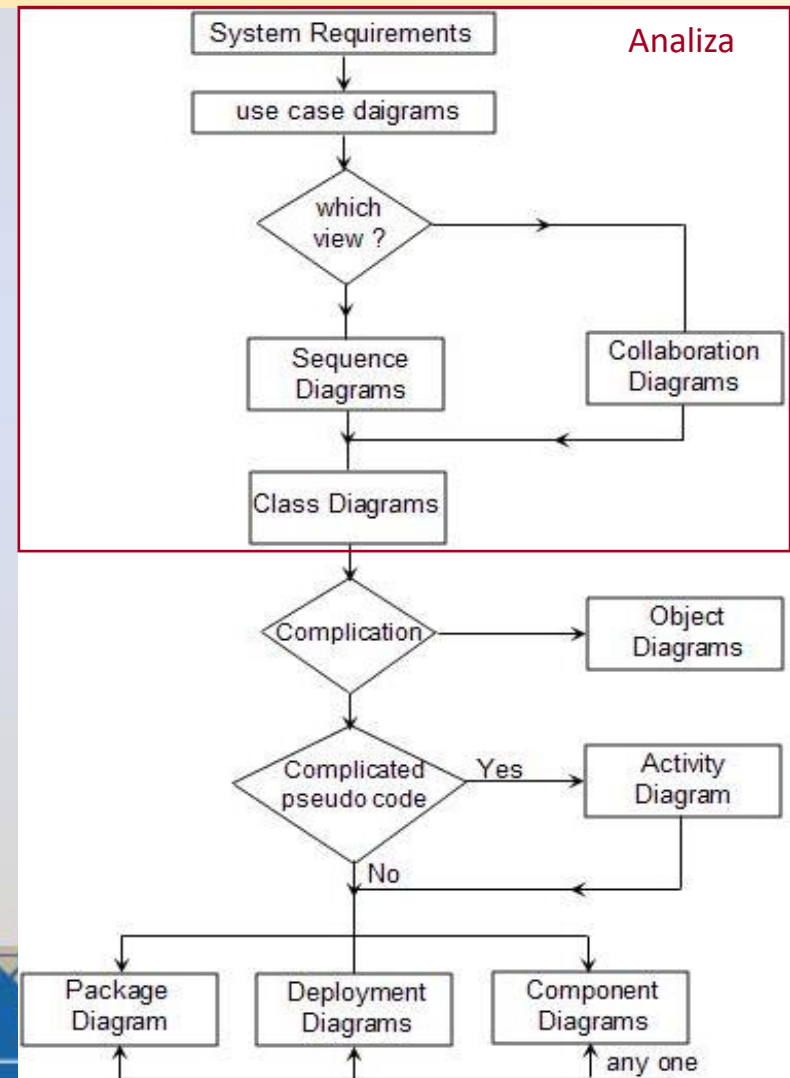 System Requirements
Analiza
use case daigrams
which
view ?
Sequence
Diagrams
Collaboration
Diagrams
Class Diagrams
Complication
Object
Diagrams
Complicated
pseudo code
Yes
Activity
Diagram
No
Package
Diagram
Deployment
Diagrams
Component
Diagrams
any one